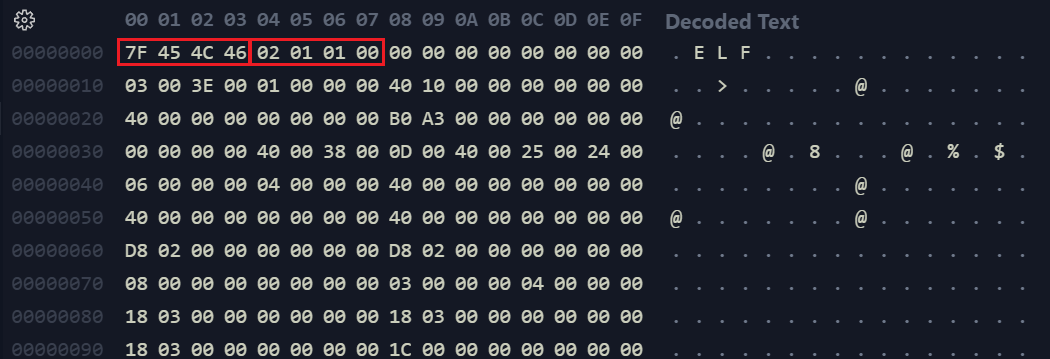 00 01 02 03 04 05 06 07 08 09 0A 0B 0C 0D 0E 0F Decoded Text
00000000 7F 45 4C 46 02 01 01 00 00 00 00 00 00 00 00 00 . E L F . . . . . . . . . . . .
00000010 03 00 3E 00 01 00 00 00 40 10 00 00 00 00 00 00 . . > . . . . . @ . . . . . . .
00000020 40 00 00 00 00 00 00 00 B0 A3 00 00 00 00 00 00 @ . . . . . . . . . . . . . . .
00000030 00 00 00 00 40 00 38 00 0D 00 40 00 25 00 24 00 . . . . @ . 8 . . . @ . % . $ .
00000040 06 00 00 00 04 00 00 00 40 00 00 00 00 00 00 00 . . . . . . . . @ . . . . . . .
00000050 40 00 00 00 00 00 00 00 40 00 00 00 00 00 00 00 @ . . . . . . . @ . . . . . . .
00000060 D8 02 00 00 00 00 00 00 D8 02 00 00 00 00 00 00 . . . . . . . . . . . . . . . .
00000070 08 00 00 00 00 00 00 00 03 00 00 00 04 00 00 00 . . . . . . . . . . . . . . . .
00000080 18 03 00 00 00 00 00 00 18 03 00 00 00 00 00 00 . . . . . . . . . . . . . . . .
00000090 18 03 00 00 00 00 00 00 1C 00 00 00 00 00 00 00 . . . . . . . . . . . . . . . .